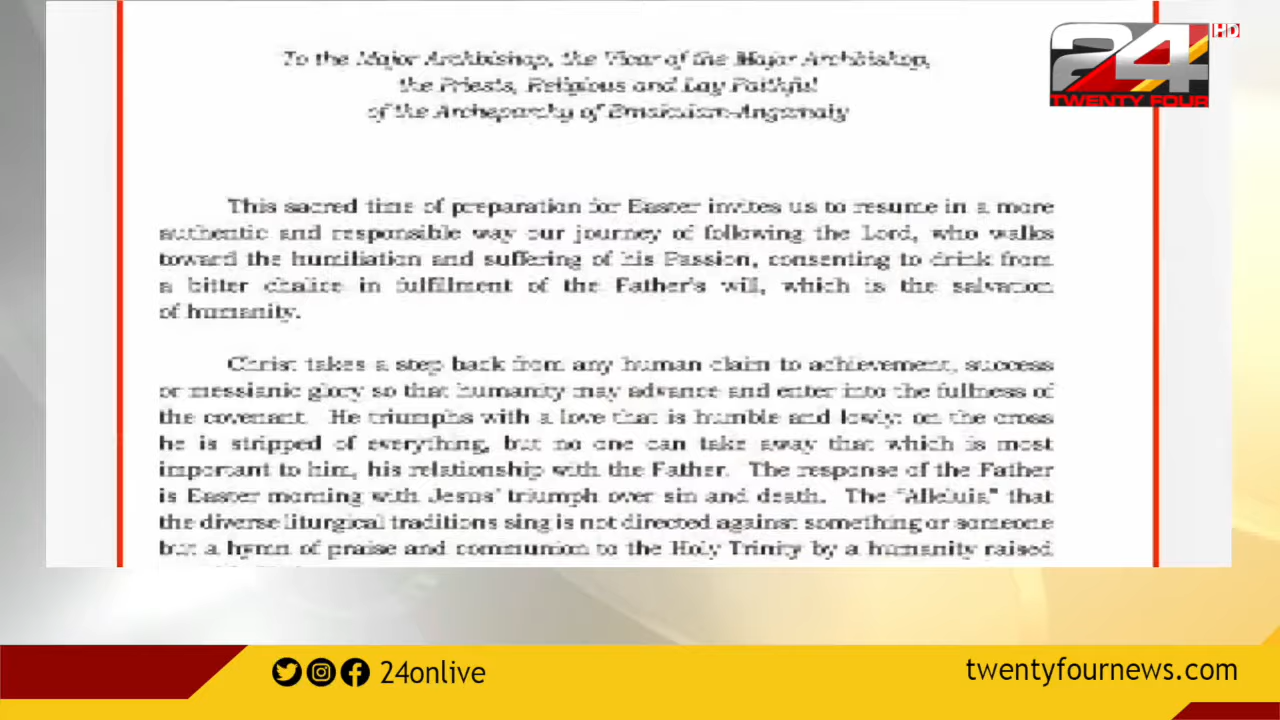 To the Major Archbishop, the Vicar of the Major Archbishop,
the Priests, Religious and Lay Faithful
of the Archeparchy of Ernakulam-Angamaly
24
HD
TWENTY FOUR
This sacred time of preparation for Easter invites us to resume in a more
authentic and responsible way our journey of following the Lord, who walks
toward the humiliation and suffering of his Passion, consenting to drink from
a bitter chalice in fulfilment of the Father's will, which is the salvation
of humanity.
Christ takes a step back from any human claim to achievement, success
or messianic glory so that humanity may advance and enter into the fullness of
the covenant. He triumphs with a love that is humble and lowly: on the cross
he is stripped of everything, but no one can take away that which is most
important to him, his relationship with the Father. The response of the Father
is Easter morning with Jesus' triumph over sin and death. The "Alleluia" that
the diverse liturgical traditions sing is not directed against something or someone
but a hymn of praise and communion to the Holy Trinity by a humanity raised
24onlive
twentyfournews.com